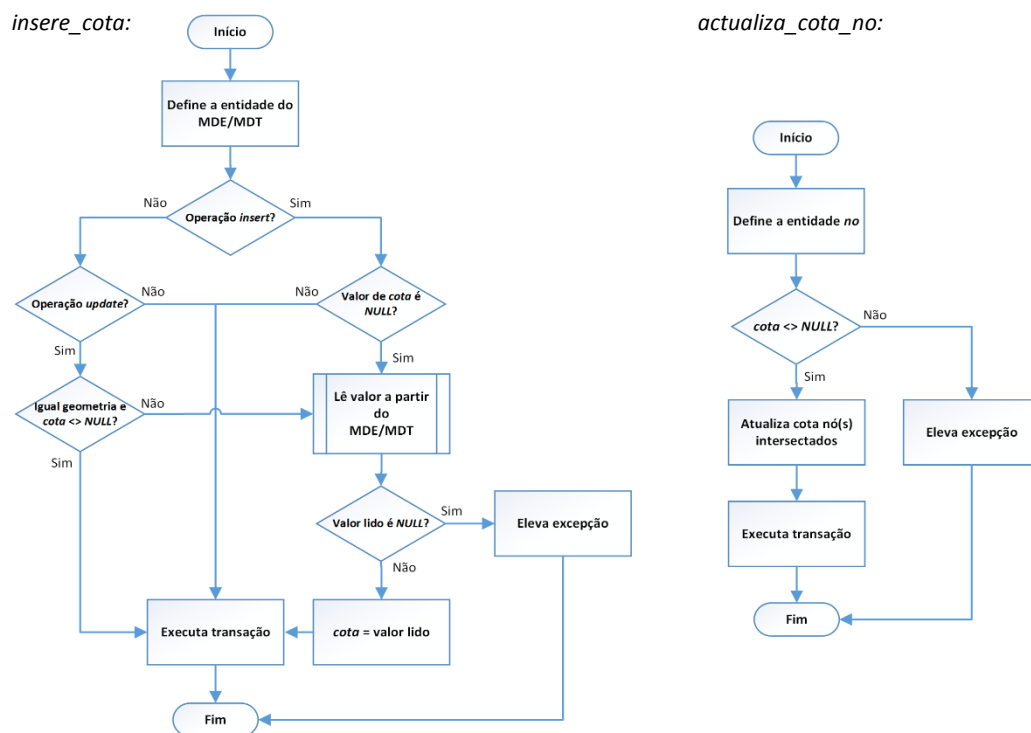 insere_cota:
Início
Define a entidade do
MDE/MDT
Não
Sim
Operação insert?
Operação update?
Não
Não
Valor de cota é
NULL?
Sim
Sim
Igual geometria e
cota <> NULL?
Não
Lê valor a partir
do
MDE/MDT
Sim
Valor lido é NULL?
Sim
Eleva excepção
Não
Executa transação
cota = valor lido
Fim
actualiza_cota_no:
Início
Define a entidade no
cota <> NULL?
Não
Sim
Atualiza cota nó(s)
intersectados
Eleva excepção
Executa transação
Fim